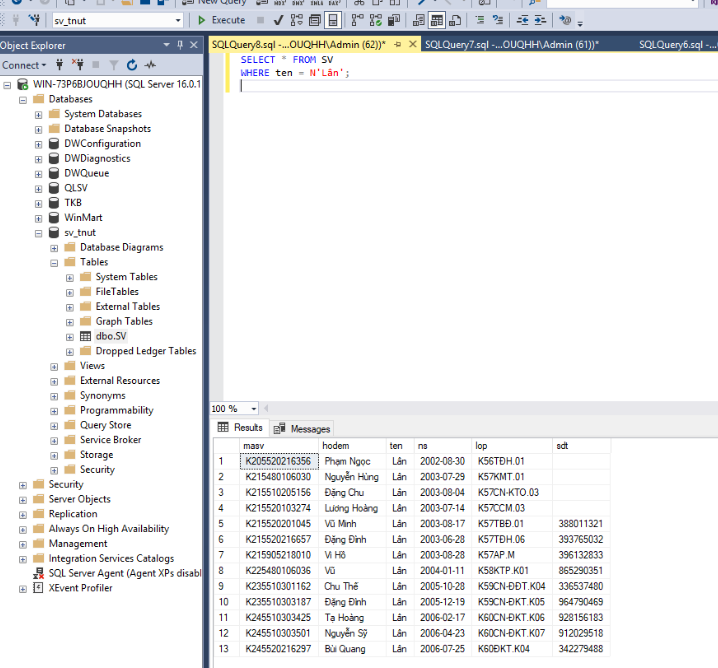 New Query
sv_tnut
Execute
Object Explorer
SQLQuery8.sql -...OUQHH\Admin (62))*
SQLQuery7.sql -...OUQHH\Admin (61))*
SQLQuery6.sql -...
Connect
SELECT * FROM SV
WHERE ten = N'Lân';
WIN-73P6BJOUQHH (SQL Server 16.0.1
Databases
System Databases
Database Snapshots
DWConfiguration
DWDiagnostics
DWQueue
QLSV
TKB
WinMart
sv_tnut
Database Diagrams
Tables
System Tables
FileTables
External Tables
Graph Tables
dbo.SV
Dropped Ledger Tables
Views
External Resources
Synonyms
Programmability
Query Store
Service Broker
Storage
Security
Security
Server Objects
Replication
Always On High Availability
Management
Integration Services Catalogs
SQL Server Agent (Agent XPs disabl
XEvent Profiler
100 %
Results Messages
masv hodem ten ns lop sdt
1 K205520216356 Phạm Ngọc Lân 2002-08-30 K56TĐH.01
2 K215480106030 Nguyễn Hùng Lân 2003-07-29 K57KMT.01
3 K215510205156 Đặng Chu Lân 2003-08-04 K57CN-KTO.03
4 K215520103274 Lương Hoàng Lân 2003-07-14 K57CCM.03
5 K215520201045 Vũ Minh Lân 2003-08-17 K57TBĐ.01 388011321
6 K215520216657 Đặng Đình Lân 2003-06-28 K57TĐH.06 393765032
7 K215905218010 Vi Hồ Lân 2003-08-28 K57AP.M 396132833
8 K225480106036 Vũ Lân 2004-01-11 K58KTP.K01 865290351
9 K235510301162 Chu Thế Lân 2005-10-28 K59CN-ĐĐT.K04 336537480
10 K235510303187 Đặng Đình Lân 2005-12-19 K59CN-ĐKT.K05 964790469
11 K245510303425 Tạ Hoàng Lân 2006-02-17 K60CN-ĐKT.K06 928156183
12 K245510303501 Nguyễn Sỹ Lân 2006-04-23 K60CN-ĐKT.K07 912029518
13 K245520216297 Bùi Quang Lân 2006-07-25 K60ĐKT.K04 342279488